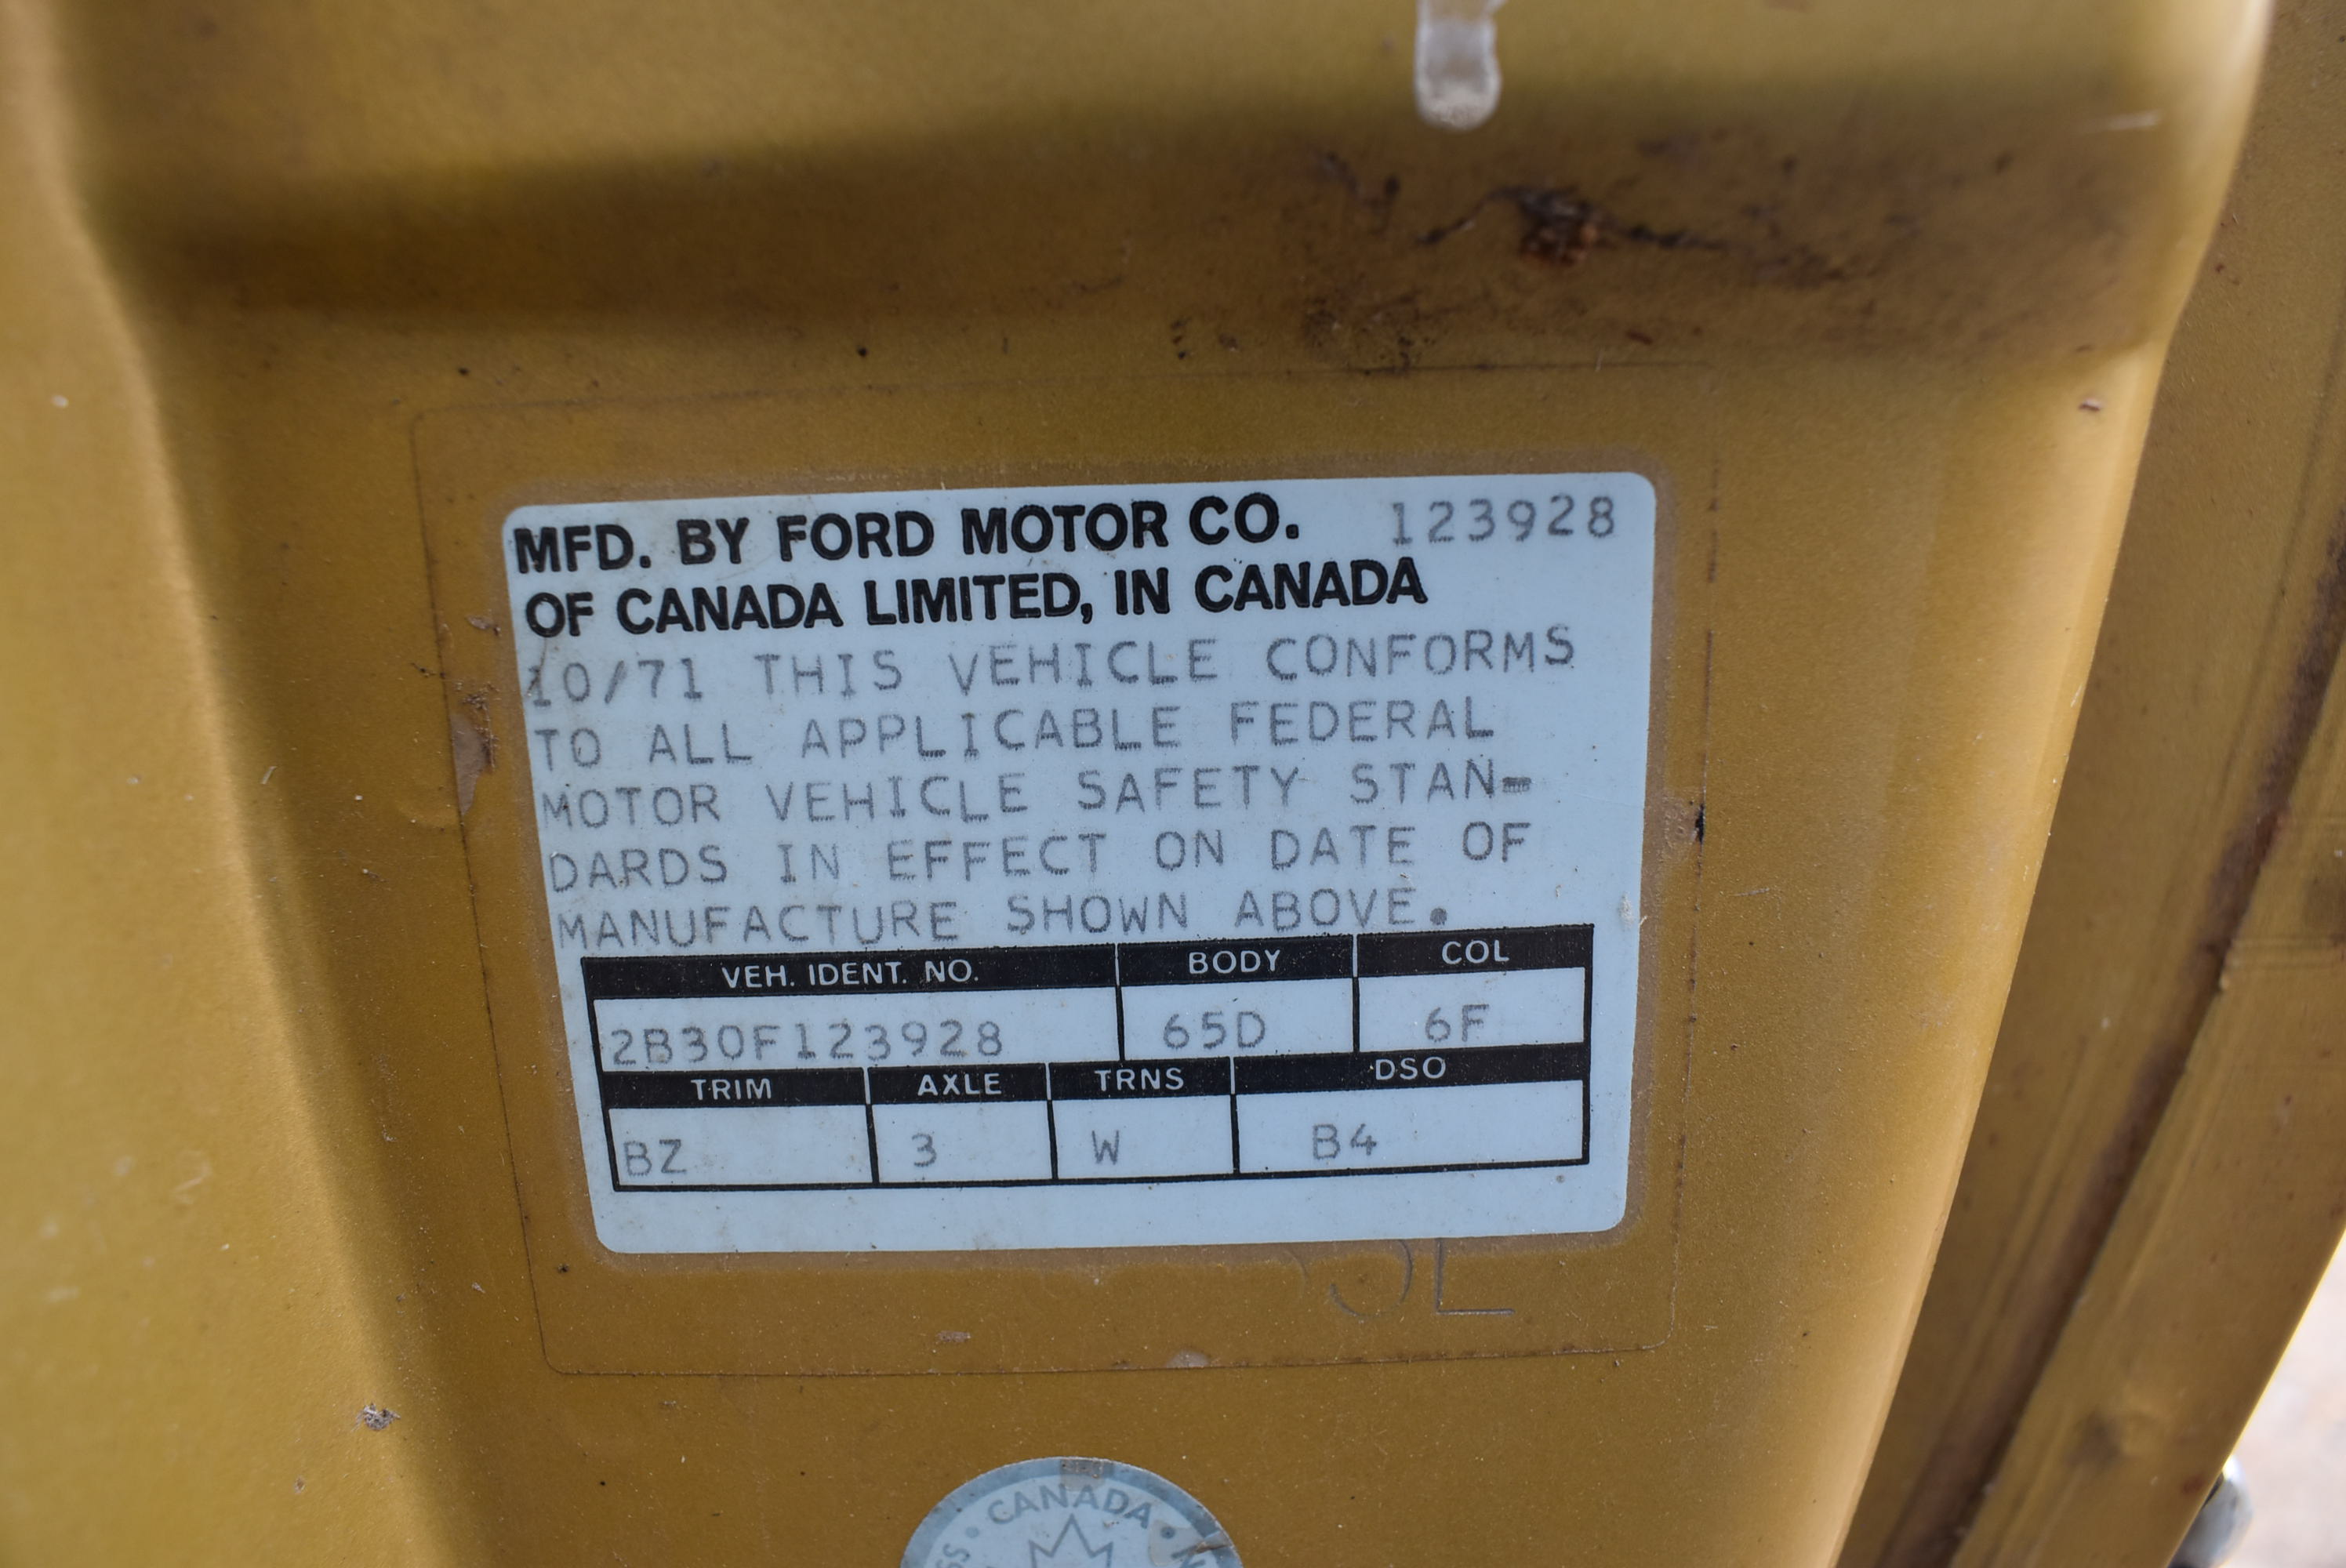 MFD. BY FORD MOTOR CO. 123928
OF CANADA LIMITED, IN CANADA
10/71 THIS VEHICLE CONFORMS
TO ALL APPLICABLE FEDERAL
MOTOR VEHICLE SAFETY STAN-
DARDS IN EFFECT ON DATE OF
MANUFACTURE SHOWN ABOVE.
VEH. IDENT. NO. BODY COL
2B30F123928 65D 6F
TRIM AXLE TRNS DSO
BZ 3 W B4
CANADA